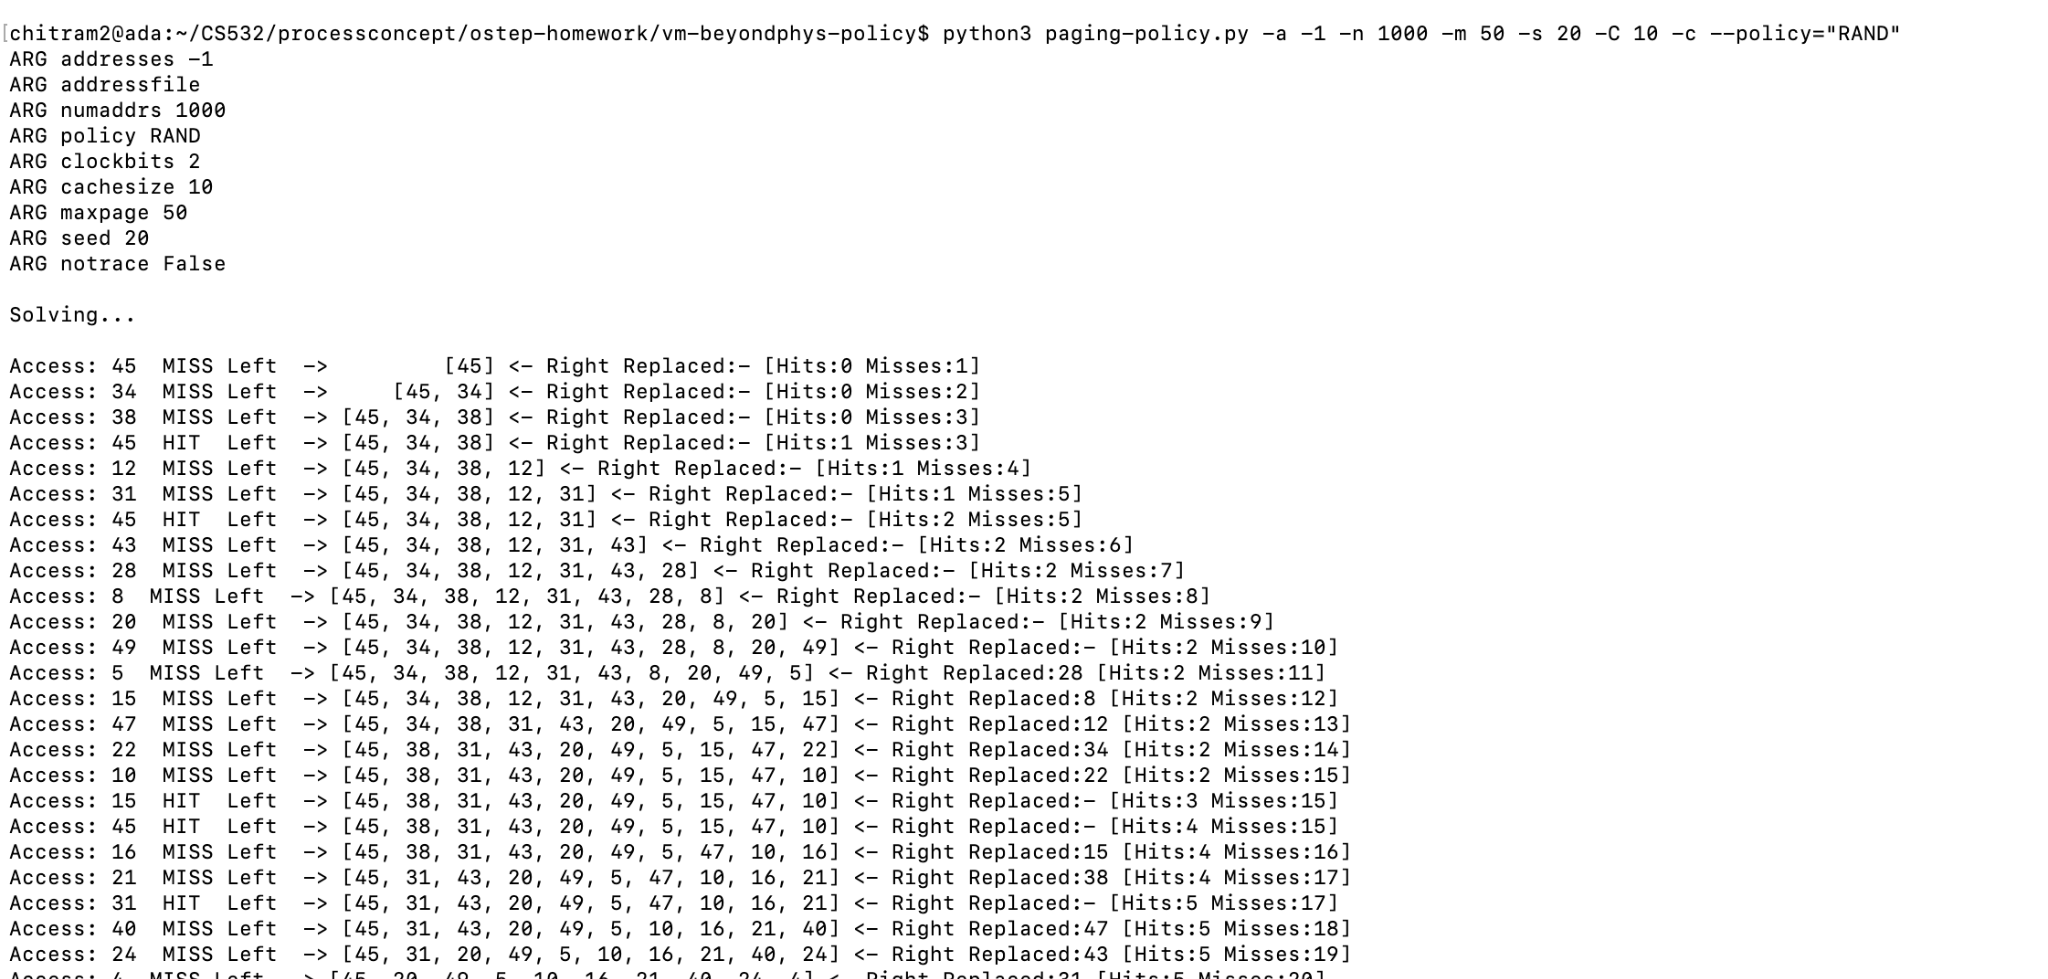 [chitram2@ada:~/CS532/processconcept/ostep-homework/vm-beyondphys-policy$ python3 paging-policy.py -a -1 -n 1000 -m 50 -s 20 -C 10 -c --policy="RAND"
ARG addresses -1
ARG addressfile
ARG numaddrs 1000
ARG policy RAND
ARG clockbits 2
ARG cachesize 10
ARG maxpage 50
ARG seed 20
ARG notrace False
Solving...
Access: 45  MISS Left  ->         [45] <- Right Replaced:- [Hits:0 Misses:1]
Access: 34  MISS Left  ->     [45, 34] <- Right Replaced:- [Hits:0 Misses:2]
Access: 38  MISS Left  -> [45, 34, 38] <- Right Replaced:- [Hits:0 Misses:3]
Access: 45  HIT  Left  -> [45, 34, 38] <- Right Replaced:- [Hits:1 Misses:3]
Access: 12  MISS Left  -> [45, 34, 38, 12] <- Right Replaced:- [Hits:1 Misses:4]
Access: 31  MISS Left  -> [45, 34, 38, 12, 31] <- Right Replaced:- [Hits:1 Misses:5]
Access: 45  HIT  Left  -> [45, 34, 38, 12, 31] <- Right Replaced:- [Hits:2 Misses:5]
Access: 43  MISS Left  -> [45, 34, 38, 12, 31, 43] <- Right Replaced:- [Hits:2 Misses:6]
Access: 28  MISS Left  -> [45, 34, 38, 12, 31, 43, 28] <- Right Replaced:- [Hits:2 Misses:7]
Access: 8  MISS Left  -> [45, 34, 38, 12, 31, 43, 28, 8] <- Right Replaced:- [Hits:2 Misses:8]
Access: 20  MISS Left  -> [45, 34, 38, 12, 31, 43, 28, 8, 20] <- Right Replaced:- [Hits:2 Misses:9]
Access: 49  MISS Left  -> [45, 34, 38, 12, 31, 43, 28, 8, 20, 49] <- Right Replaced:- [Hits:2 Misses:10]
Access: 5  MISS Left  -> [45, 34, 38, 12, 31, 43, 8, 20, 49, 5] <- Right Replaced:28 [Hits:2 Misses:11]
Access: 15  MISS Left  -> [45, 34, 38, 12, 31, 43, 20, 49, 5, 15] <- Right Replaced:8 [Hits:2 Misses:12]
Access: 47  MISS Left  -> [45, 34, 38, 31, 43, 20, 49, 5, 15, 47] <- Right Replaced:12 [Hits:2 Misses:13]
Access: 22  MISS Left  -> [45, 38, 31, 43, 20, 49, 5, 15, 47, 22] <- Right Replaced:34 [Hits:2 Misses:14]
Access: 10  MISS Left  -> [45, 38, 31, 43, 20, 49, 5, 15, 47, 10] <- Right Replaced:22 [Hits:2 Misses:15]
Access: 15  HIT  Left  -> [45, 38, 31, 43, 20, 49, 5, 15, 47, 10] <- Right Replaced:- [Hits:3 Misses:15]
Access: 45  HIT  Left  -> [45, 38, 31, 43, 20, 49, 5, 15, 47, 10] <- Right Replaced:- [Hits:4 Misses:15]
Access: 16  MISS Left  -> [45, 38, 31, 43, 20, 49, 5, 47, 10, 16] <- Right Replaced:15 [Hits:4 Misses:16]
Access: 21  MISS Left  -> [45, 31, 43, 20, 49, 5, 47, 10, 16, 21] <- Right Replaced:38 [Hits:4 Misses:17]
Access: 31  HIT  Left  -> [45, 31, 43, 20, 49, 5, 47, 10, 16, 21] <- Right Replaced:- [Hits:5 Misses:17]
Access: 40  MISS Left  -> [45, 31, 43, 20, 49, 5, 10, 16, 21, 40] <- Right Replaced:47 [Hits:5 Misses:18]
Access: 24  MISS Left  -> [45, 31, 20, 49, 5, 10, 16, 21, 40, 24] <- Right Replaced:43 [Hits:5 Misses:19]
Access: 4  MISS Left  -> [45, 20, 49, 5, 10, 16, 21, 40, 24, 4] <- Right Replaced:31 [Hits:5 Misses:20]